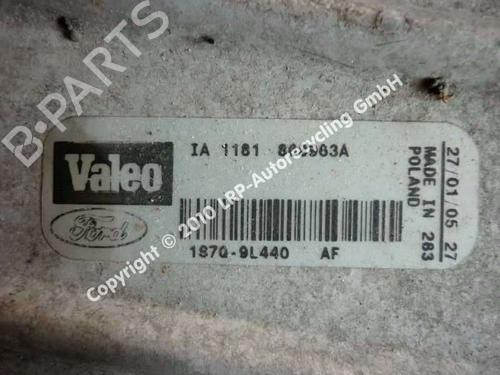 B-PARTS
Valeo
Ford
IA 1181
1S7Q-9L440 AF
27/01/05 27
MADE IN 283
POLAND
Copyright © 2010 LRP-Autorecycling GmbH